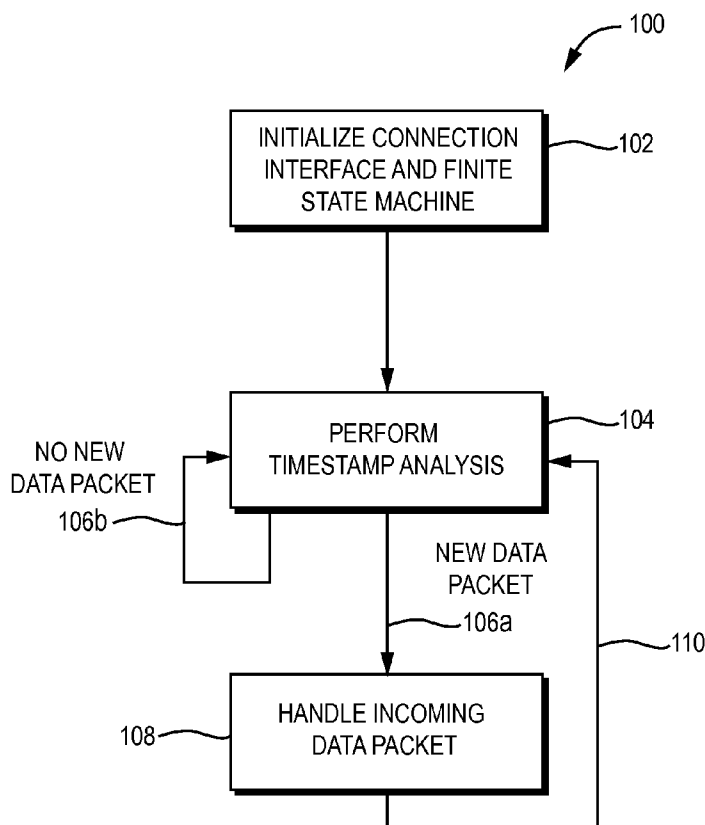 100
INITIALIZE CONNECTION
INTERFACE AND FINITE
STATE MACHINE
102
PERFORM
TIMESTAMP ANALYSIS
104
NO NEW
DATA PACKET
106b
NEW DATA
PACKET
106a
110
HANDLE INCOMING
DATA PACKET
108